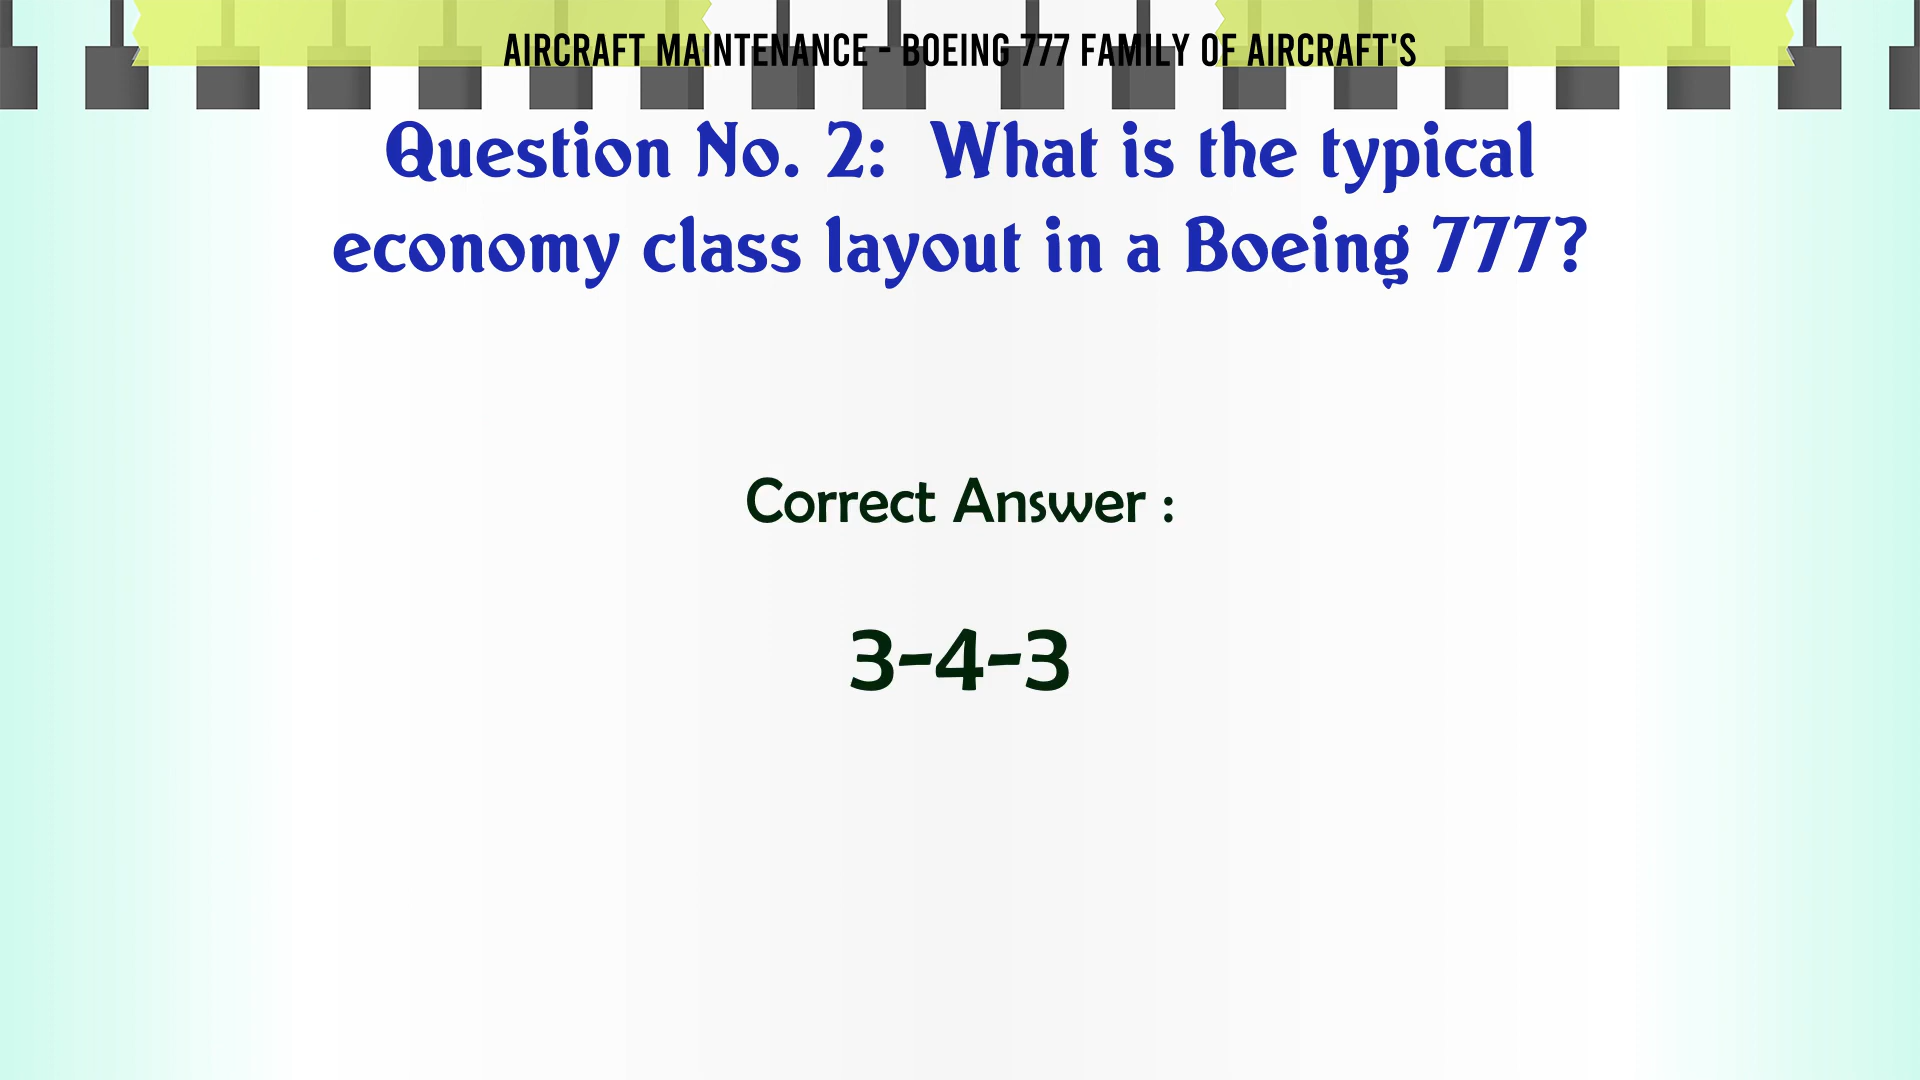 AIRCRAFT MAINTENANCE - BOEING 777 FAMILY OF AIRCRAFT'S
Question No. 2: What is the typical
economy class layout in a Boeing 777?
Correct Answer :
3-4-3